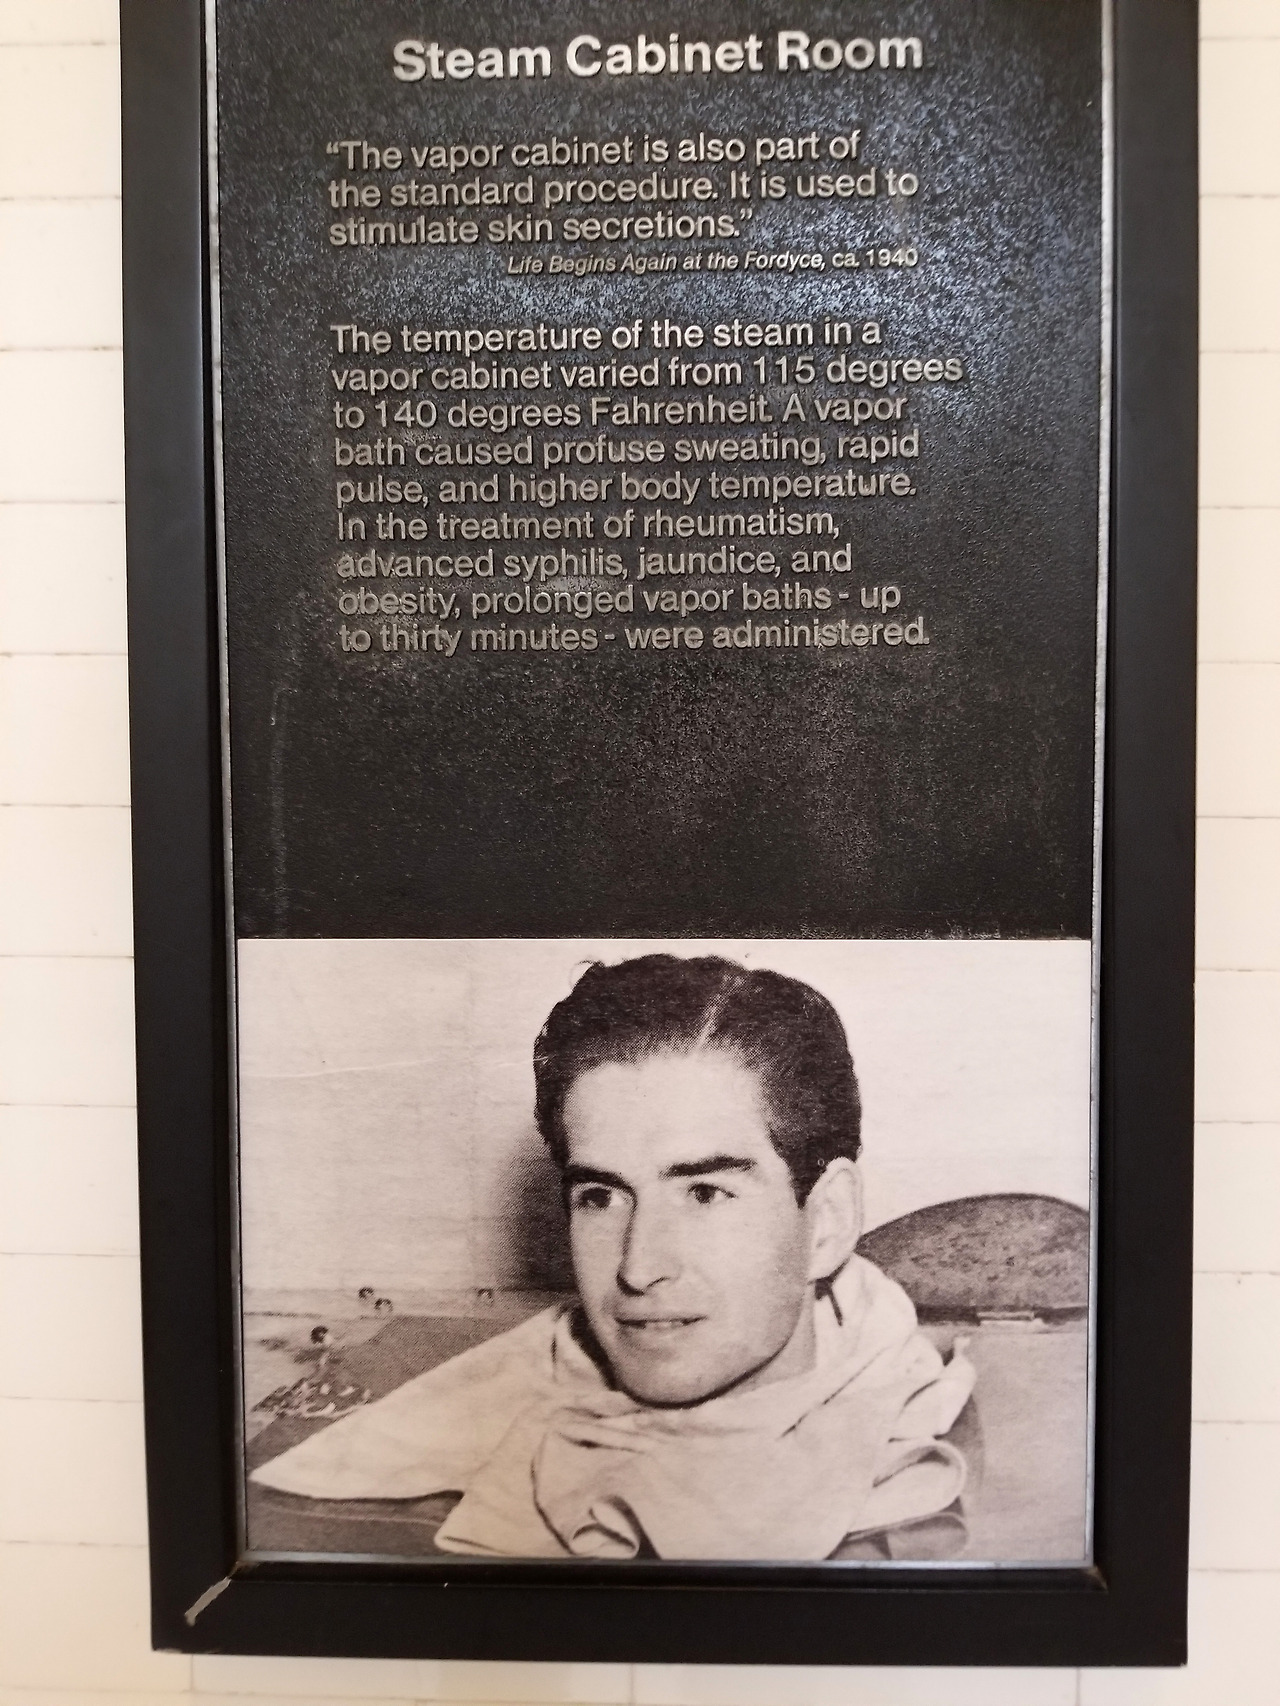 Steam Cabinet Room
“The vapor cabinet is also part of
the standard procedure. It is used to
stimulate skin secretions.”
Life Begins Again at the Fordyce, ca. 1940
The temperature of the steam in a
vapor cabinet varied from 115 degrees
to 140 degrees Fahrenheit. A vapor
bath caused profuse sweating, rapid
pulse, and higher body temperature.
In the treatment of rheumatism,
advanced syphilis, jaundice, and
obesity, prolonged vapor baths - up
to thirty minutes - were administered.